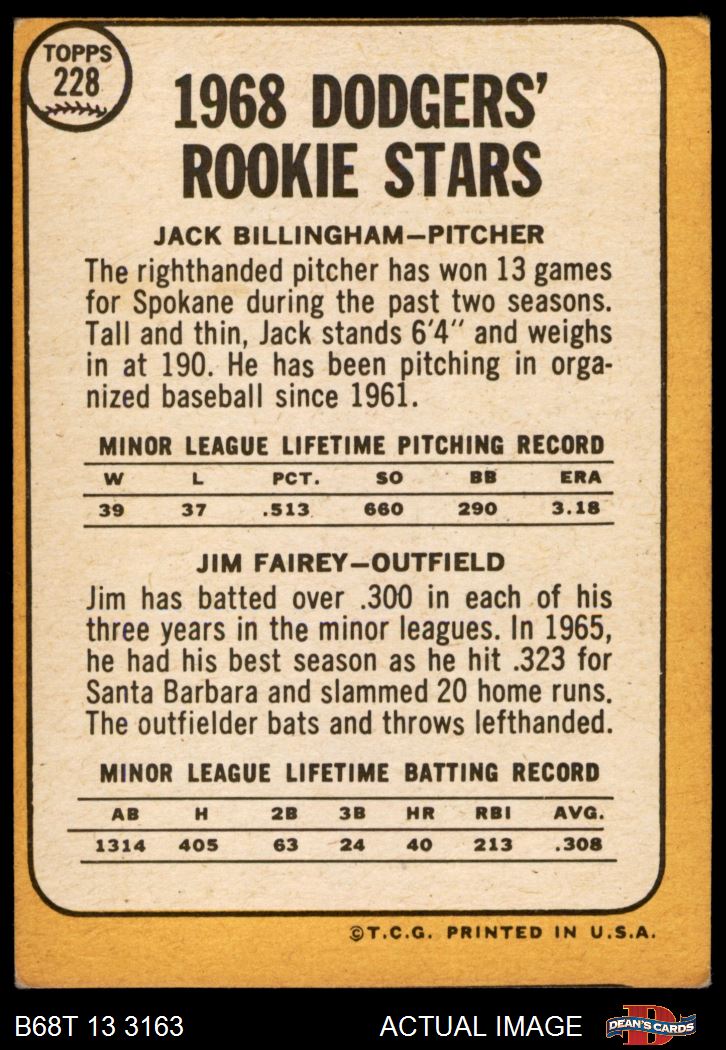 TOPPS
228
1968 DODGERS'
ROOKIE STARS
JACK BILLINGHAM—PITCHER
The righthanded pitcher has won 13 games
for Spokane during the past two seasons.
Tall and thin, Jack stands 6'4" and weighs
in at 190. He has been pitching in orga-
nized baseball since 1961.
MINOR LEAGUE LIFETIME PITCHING RECORD
W L PCT. SO BB ERA
39 37 .513 660 290 3.18
JIM FAIREY—OUTFIELD
Jim has batted over .300 in each of his
three years in the minor leagues. In 1965,
he had his best season as he hit .323 for
Santa Barbara and slammed 20 home runs.
The outfielder bats and throws lefthanded.
MINOR LEAGUE LIFETIME BATTING RECORD
AB H 2B 3B HR RBI AVG.
1314 405 63 24 40 213 .308
©T.C.G. PRINTED IN U.S.A.
B68T 13 3163 ACTUAL IMAGE
D
DEAN'S CARDS